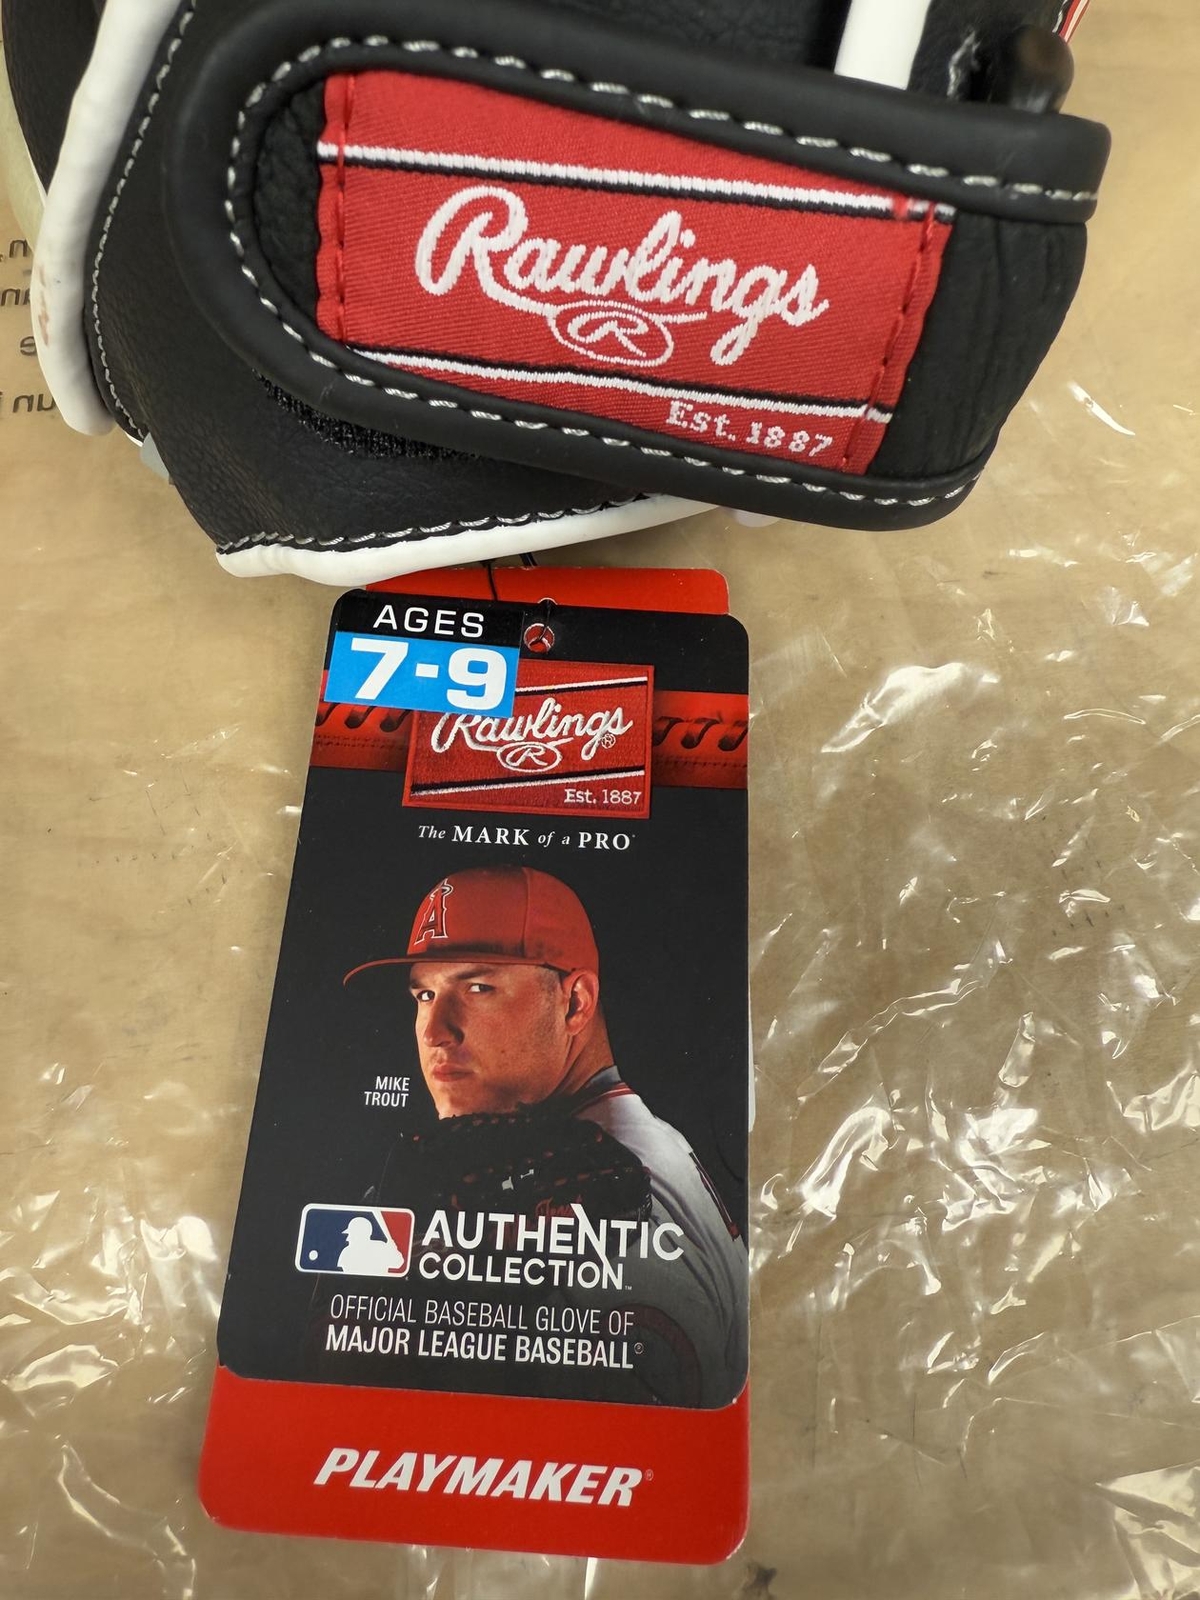 Rawlings
R
Est. 1887
AGES
7-9
Rawlings®
R
Est. 1887
The MARK of a PRO
A
MIKE
TROUT
AUTHENTIC
COLLECTION™
OFFICIAL BASEBALL GLOVE OF
MAJOR LEAGUE BASEBALL®
PLAYMAKER®